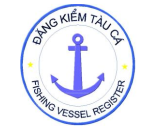 ĐĂNG KIỂM TÀU CÁ
FISHING VESSEL REGISTER